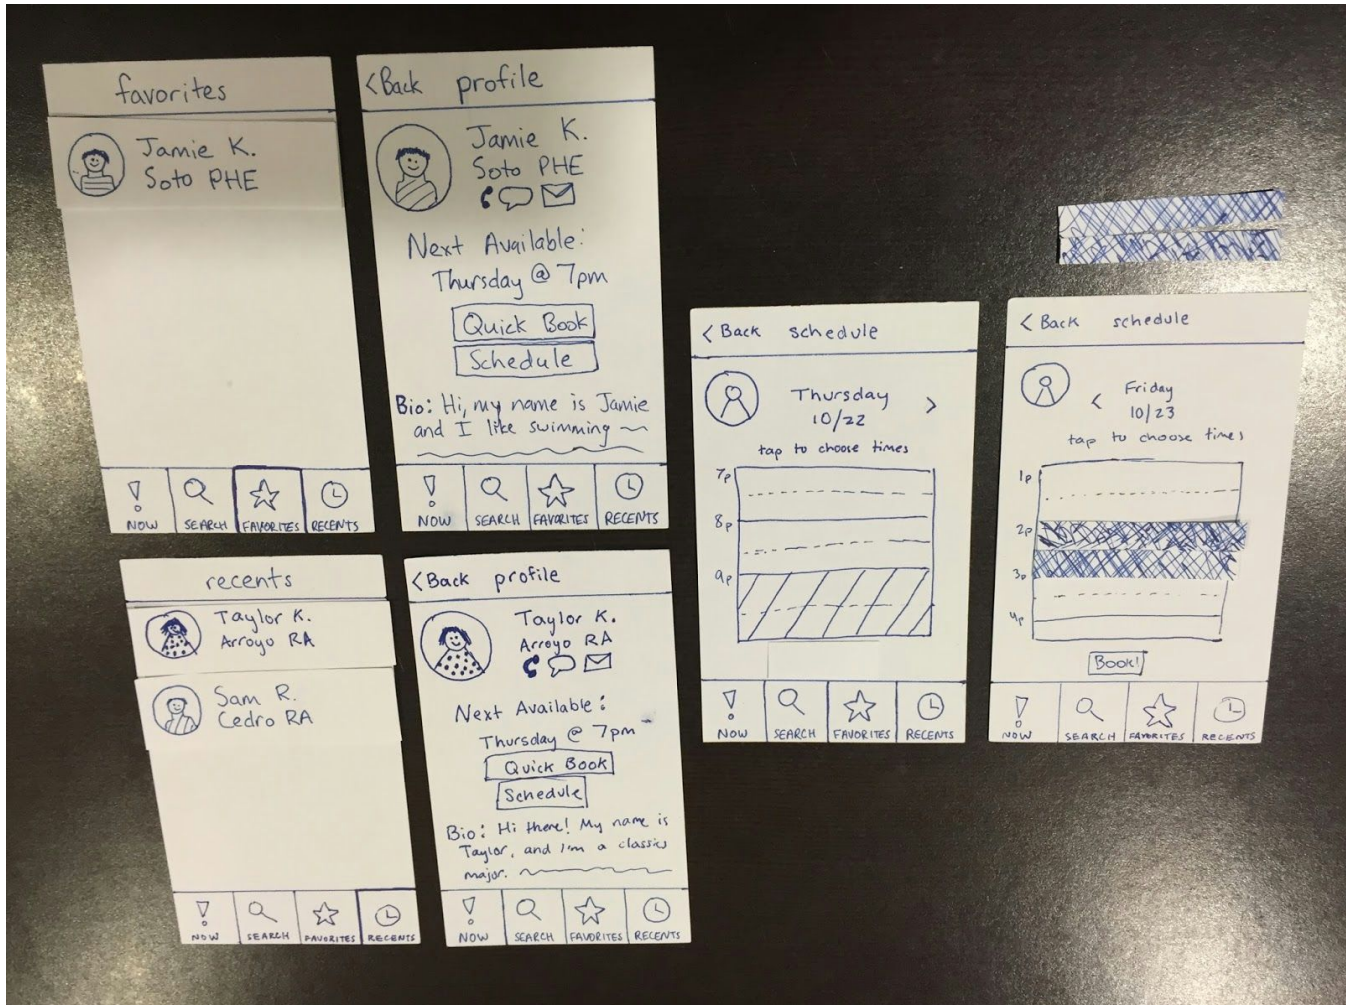 favorites
Jamie K.
Soto PHE
NOW SEARCH FAVORITES RECENTS
<Back profile
Jamie K.
Soto PHE
Next Available:
Thursday @ 7pm
Quick Book
Schedule
Bio: Hi, my name is Jamie
and I like swimming
NOW SEARCH FAVORITES RECENTS
recents
Taylor K.
Arroyo RA
Sam R.
Cedro RA
NOW SEARCH FAVORITES RECENTS
<Back profile
Taylor K.
Arroyo RA
Next Available:
Thursday @ 7pm
Quick Book
Schedule
Bio: Hi there! My name is
Taylor, and I'm a classics
major.
NOW SEARCH FAVORITES RECENTS
<Back schedule
Thursday >
10/22
tap to choose times
7p
8p
9p
NOW SEARCH FAVORITES RECENTS
<Back schedule
< Friday
10/23
tap to choose times
1p
2p
3p
4p
Book!
NOW SEARCH FAVORITES RECENTS